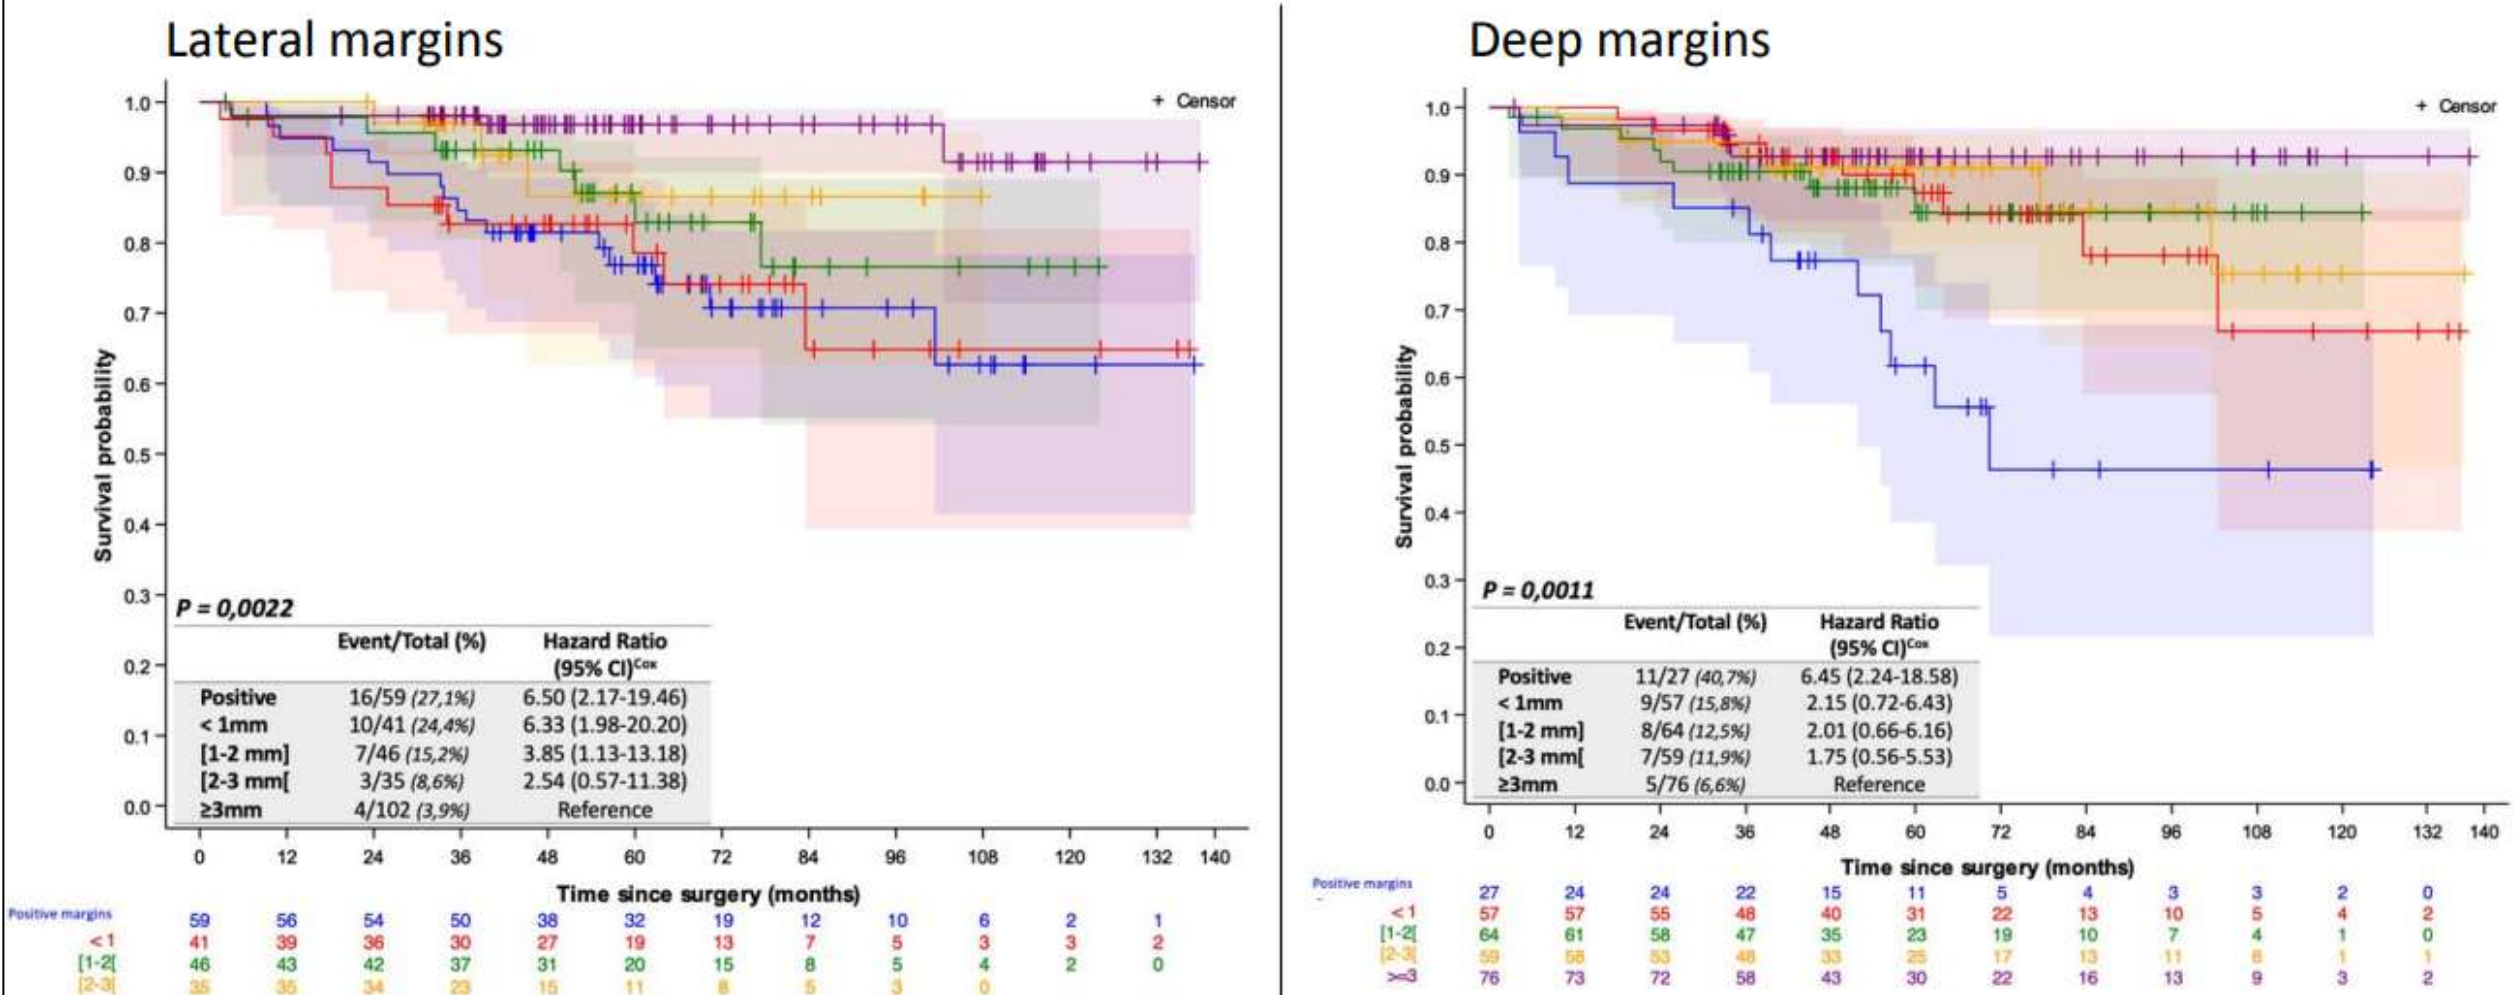 Lateral margins
+ Censor
1.0
0.9
0.8
0.7
0.6
0.5
0.4
0.3
0.2
0.1
0.0
Survival probability
P = 0,0022
Event/Total (%) Hazard Ratio
(95% CI)Cox
Positive 16/59 (27,1%) 6.50 (2.17-19.46)
< 1mm 10/41 (24,4%) 6.33 (1.98-20.20)
[1-2 mm] 7/46 (15,2%) 3.85 (1.13-13.18)
[2-3 mm[ 3/35 (8,6%) 2.54 (0.57-11.38)
≥3mm 4/102 (3,9%) Reference
0 12 24 36 48 60 72 84 96 108 120 132 140
Time since surgery (months)
Positive margins 59 56 54 50 38 32 19 12 10 6 2 1
< 1 41 39 36 30 27 19 13 7 5 3 3 2
[1-2[ 46 43 42 37 31 20 15 8 5 4 2 0
[2-3[ 35 35 34 23 15 11 8 5 3 0
Deep margins
+ Censor
1.0
0.9
0.8
0.7
0.6
0.5
0.4
0.3
0.2
0.1
0.0
Survival probability
P = 0,0011
Event/Total (%) Hazard Ratio
(95% CI)Cox
Positive 11/27 (40,7%) 6.45 (2.24-18.58)
< 1mm 9/57 (15,8%) 2.15 (0.72-6.43)
[1-2 mm] 8/64 (12,5%) 2.01 (0.66-6.16)
[2-3 mm[ 7/59 (11,9%) 1.75 (0.56-5.53)
≥3mm 5/76 (6,6%) Reference
0 12 24 36 48 60 72 84 96 108 120 132 140
Time since surgery (months)
Positive margins 27 24 24 22 15 11 5 4 3 3 2 0
< 1 57 57 55 48 40 31 22 13 10 5 4 2
[1-2[ 64 61 58 47 35 23 19 10 7 4 1 0
[2-3[ 59 58 53 48 33 25 17 13 11 6 1 1
76 73 72 58 43 30 22 16 13 9 3 2